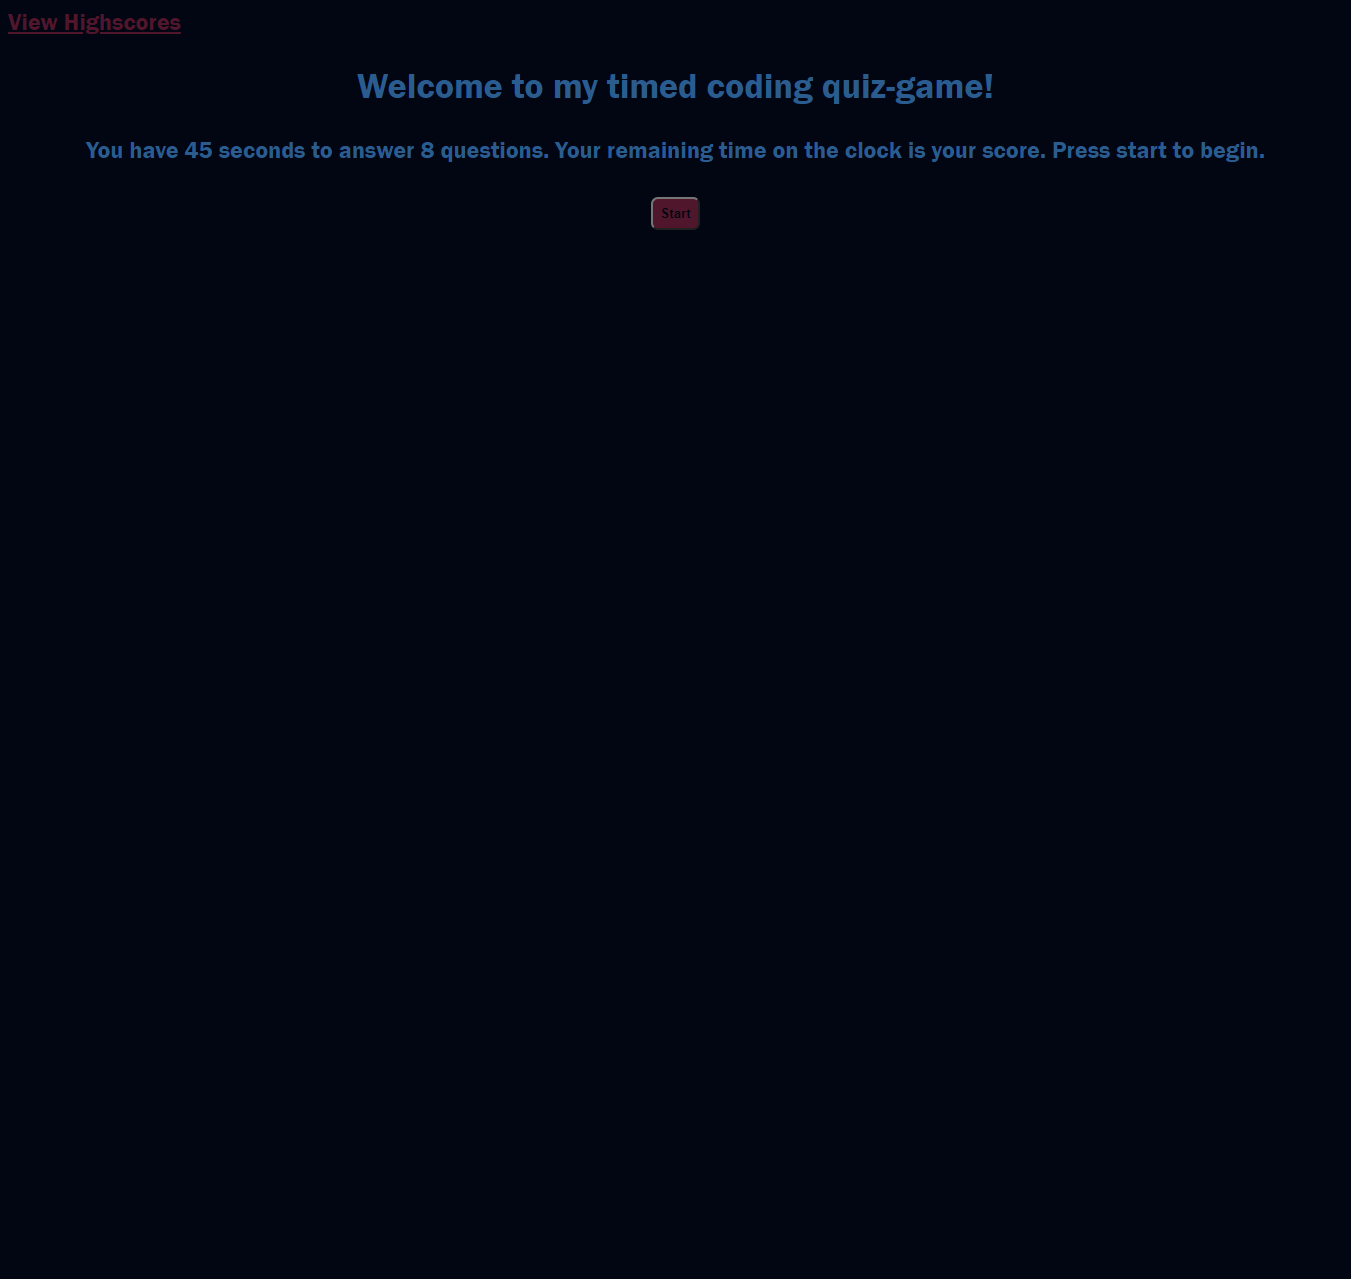 View Highscores
Welcome to my timed coding quiz-game!
You have 45 seconds to answer 8 questions. Your remaining time on the clock is your score. Press start to begin.
Start